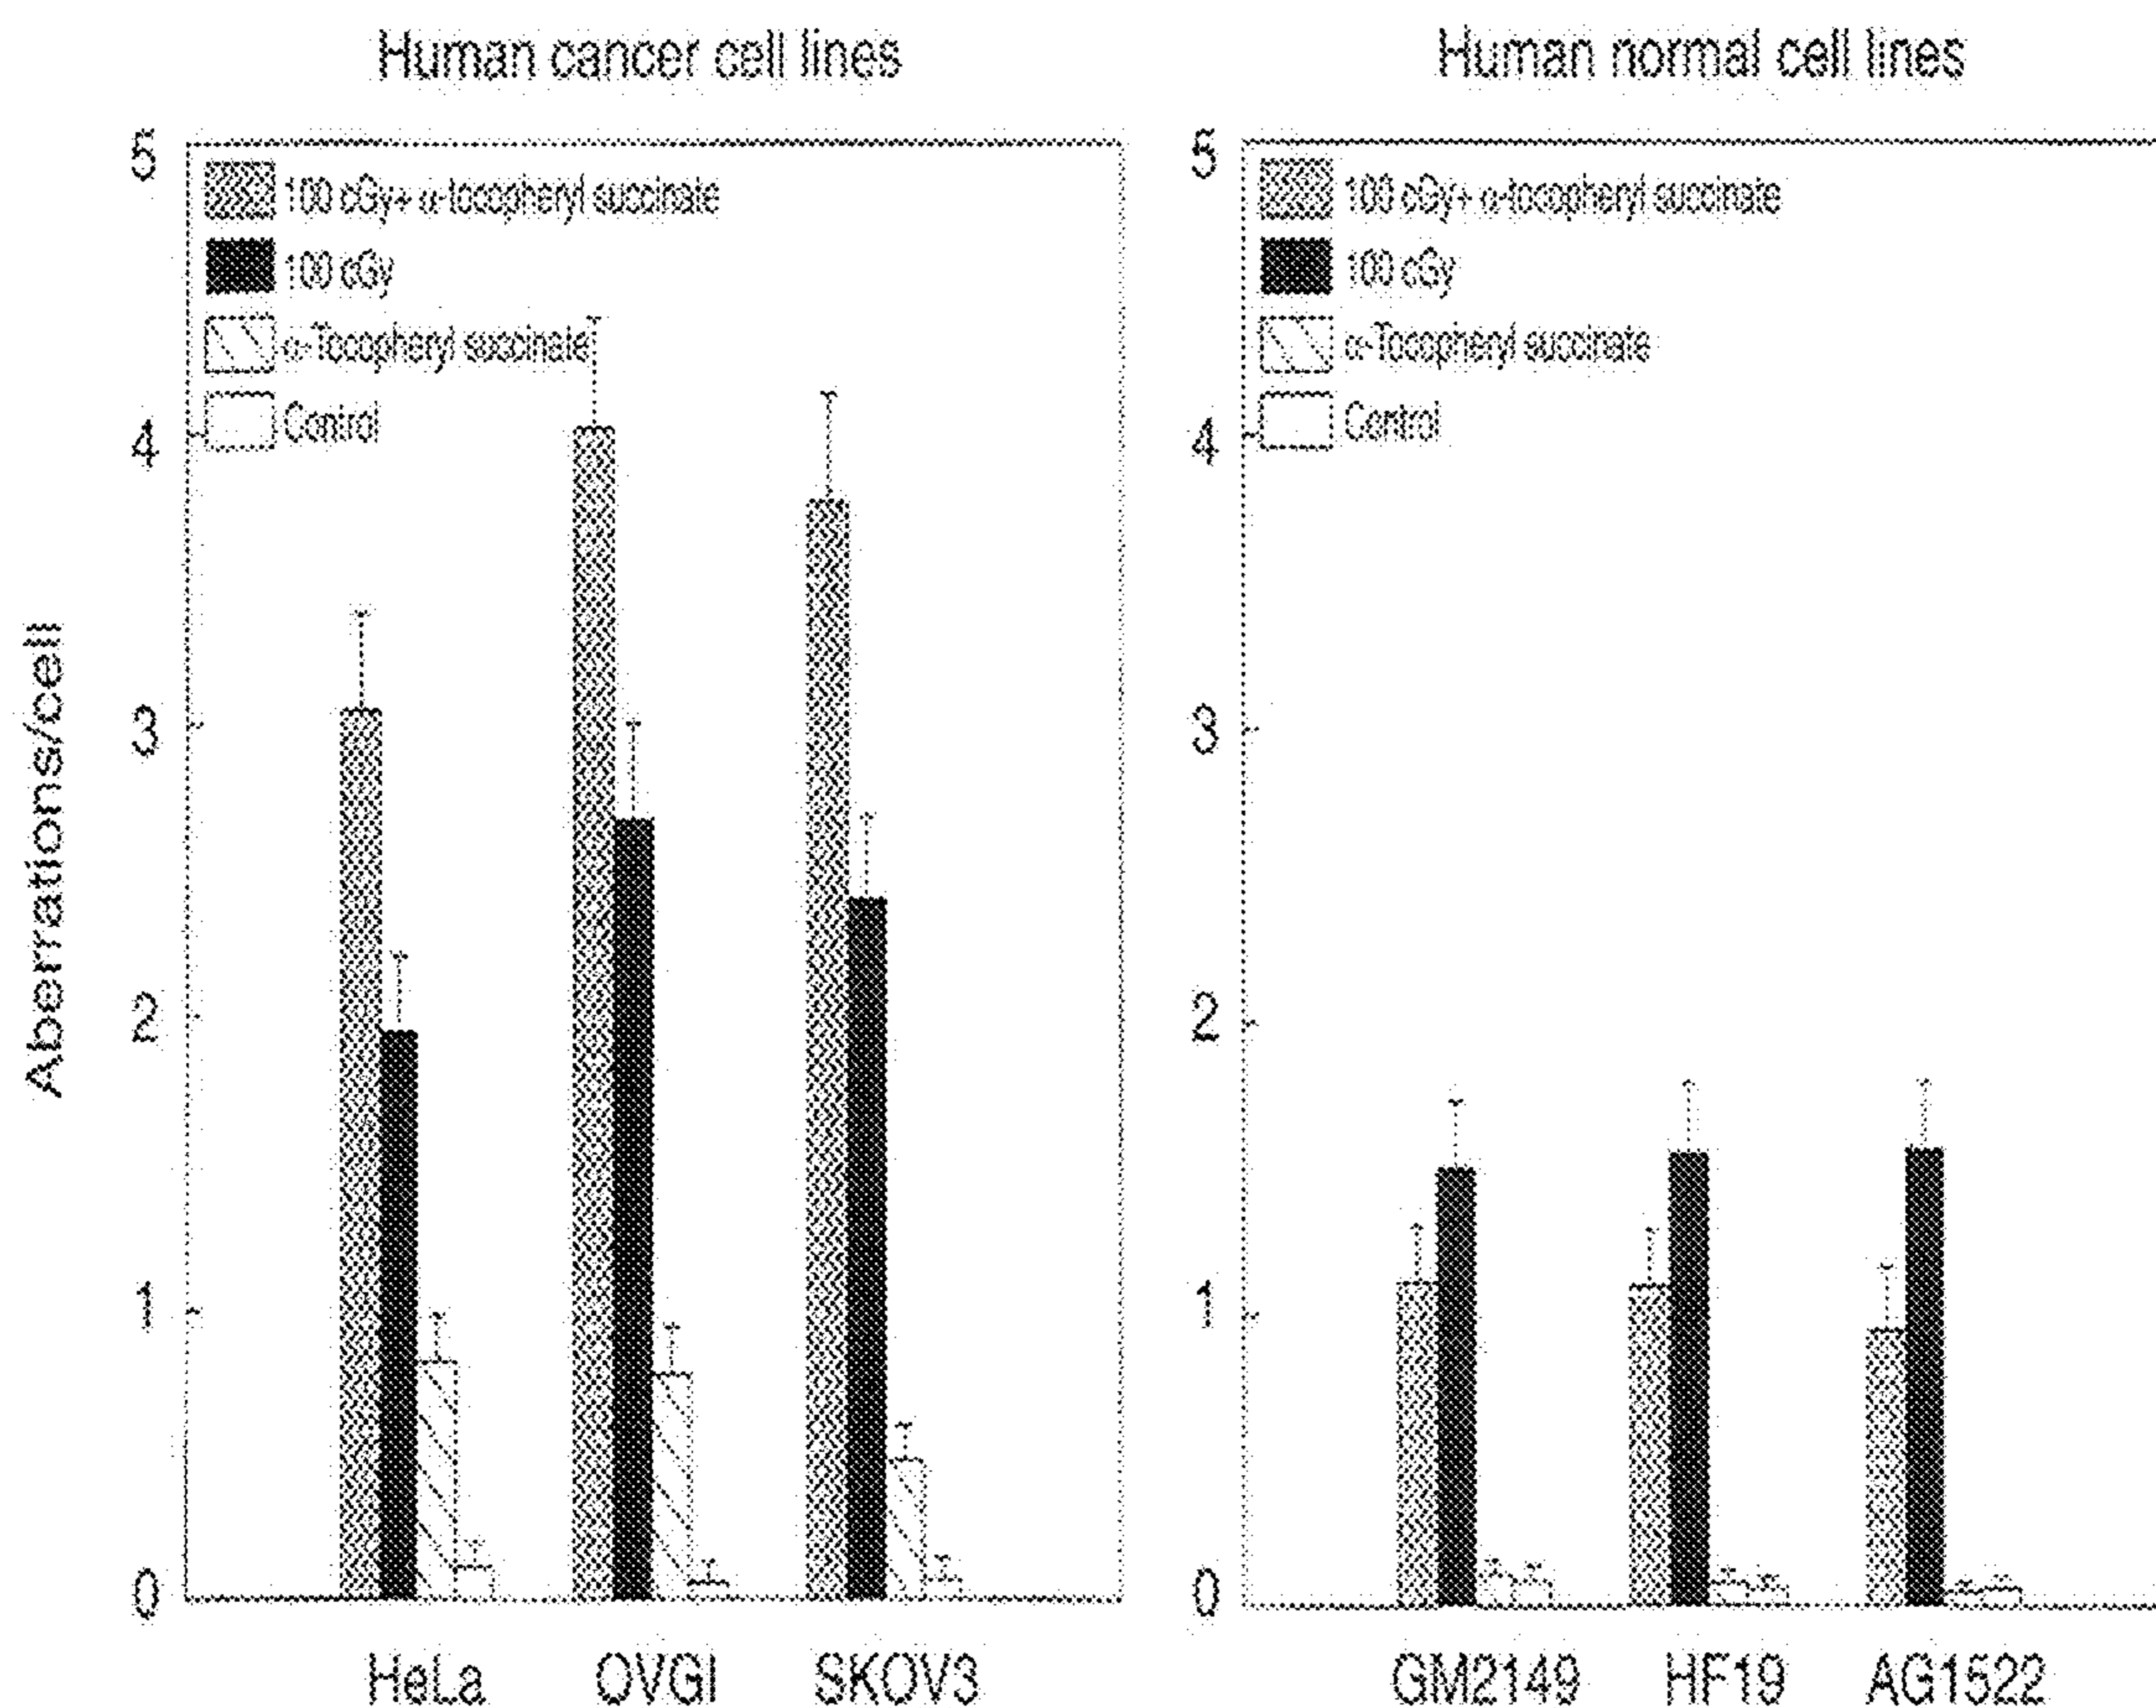 Human cancer cell lines
5
100 cGy+ α-tocopheryl succinate
100 cGy
α-Tocopheryl succinate
4
Control
3
2
1
0
Aberrations/cell
HeLa OVGI SKOV3
Human normal cell lines
5
100 cGy+ α-tocopheryl succinate
100 cGy
α-Tocopheryl succinate
4
Control
3
2
1
0
GM2149 HF19 AG1522